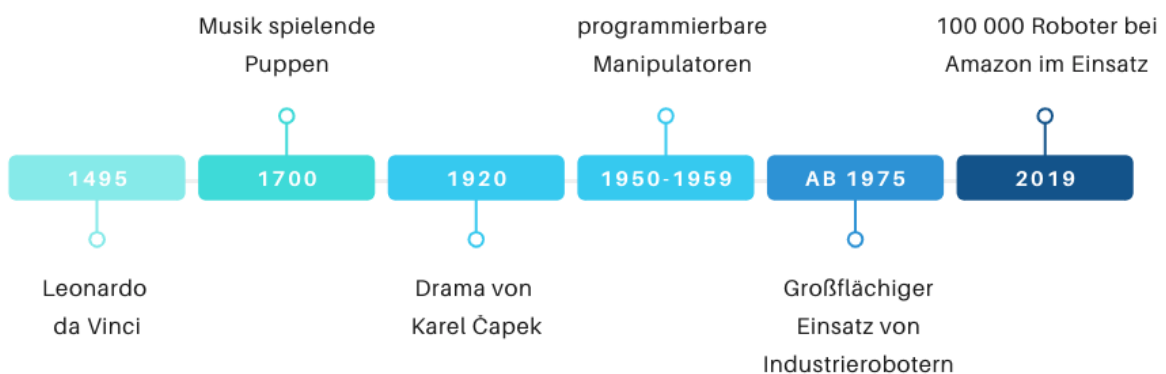 Musik spielende
Puppen
programmierbare
Manipulatoren
100 000 Roboter bei
Amazon im Einsatz
1495
1700
1920
1950-1959
AB 1975
2019
Leonardo
da Vinci
Drama von
Karel Čapek
Großflächiger
Einsatz von
Industrierobotern